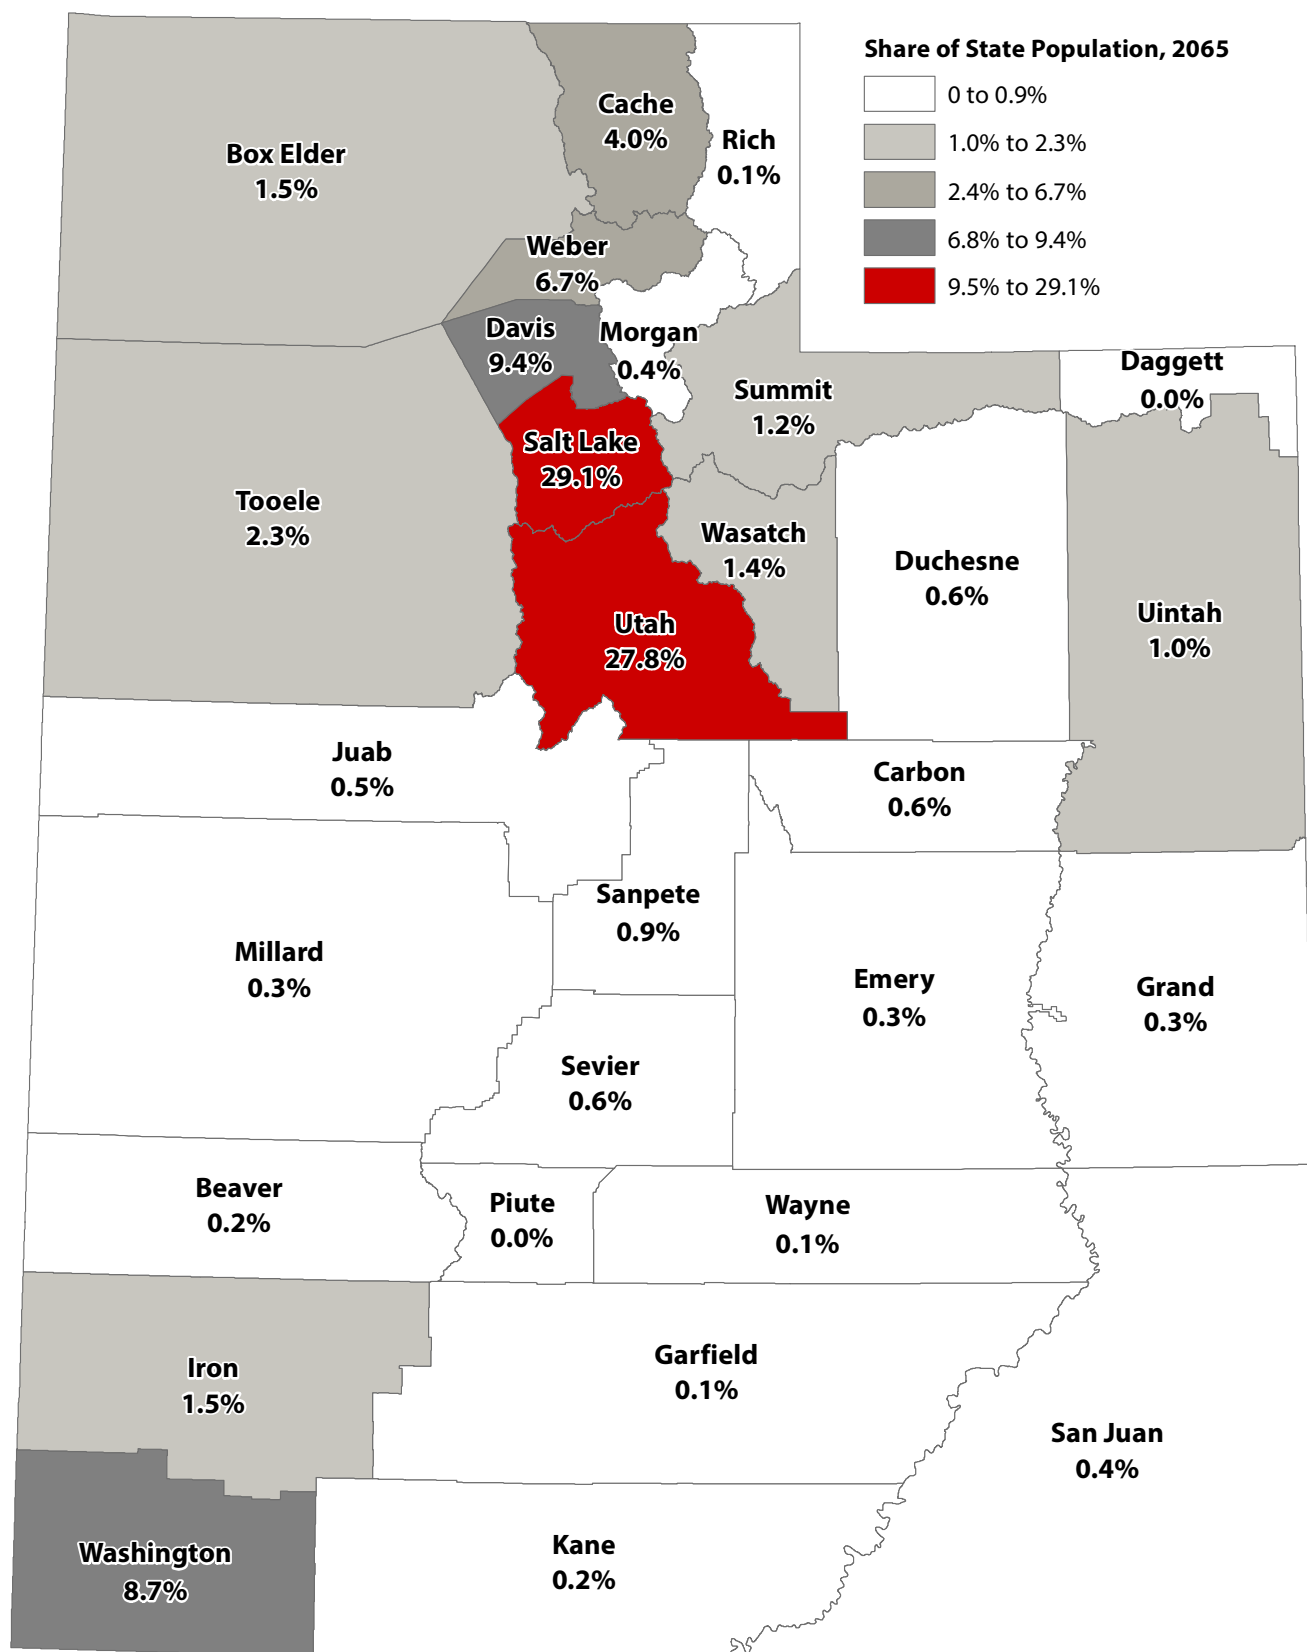 Share of State Population, 2065
0 to 0.9%
1.0% to 2.3%
2.4% to 6.7%
6.8% to 9.4%
9.5% to 29.1%
Cache
4.0%
Rich
0.1%
Box Elder
1.5%
Weber
6.7%
Davis
9.4%
Morgan
0.4%
Daggett
0.0%
Summit
1.2%
Salt Lake
29.1%
Tooele
2.3%
Wasatch
1.4%
Duchesne
0.6%
Uintah
1.0%
Utah
27.8%
Juab
0.5%
Carbon
0.6%
Sanpete
0.9%
Millard
0.3%
Emery
0.3%
Grand
0.3%
Sevier
0.6%
Beaver
0.2%
Piute
0.0%
Wayne
0.1%
Iron
1.5%
Garfield
0.1%
San Juan
0.4%
Washington
8.7%
Kane
0.2%